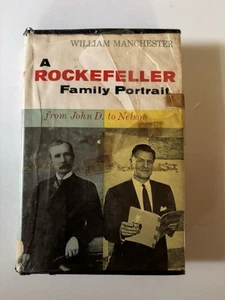 WILLIAM MANCHESTER
A
ROCKEFELLER
Family Portrait
from John D. to Nelson